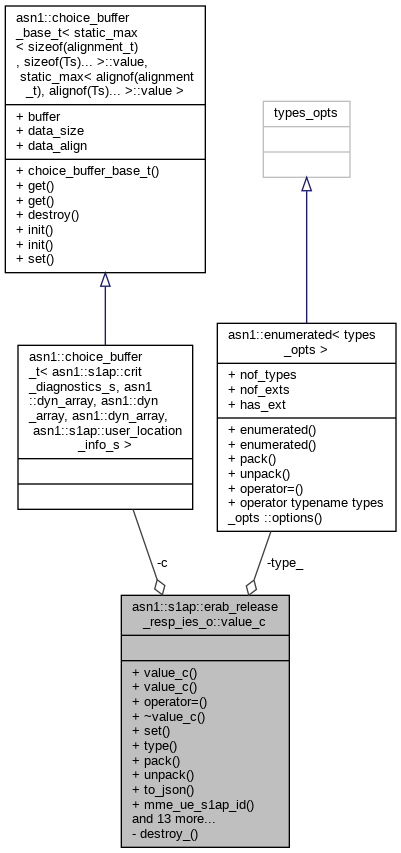 asn1::choice_buffer
_base_t< static_max
< sizeof(alignment_t)
, sizeof(Ts)... >::value,
static_max< alignof(alignment
_t), alignof(Ts)... >::value >
+ buffer
+ data_size
+ data_align
+ choice_buffer_base_t()
+ get()
+ get()
+ destroy()
+ init()
+ init()
+ set()
types_opts
asn1::choice_buffer
_t< asn1::s1ap::crit
_diagnostics_s, asn1
::dyn_array, asn1::dyn
_array, asn1::dyn_array,
asn1::s1ap::user_location
_info_s >
asn1::enumerated< types
_opts >
+ nof_types
+ nof_exts
+ has_ext
+ enumerated()
+ enumerated()
+ pack()
+ unpack()
+ operator=()
+ operator typename types
_opts ::options()
-c
-type_
asn1::s1ap::erab_release
_resp_ies_o::value_c
+ value_c()
+ value_c()
+ operator=()
+ ~value_c()
+ set()
+ type()
+ pack()
+ unpack()
+ to_json()
+ mme_ue_s1ap_id()
and 13 more...
- destroy_()